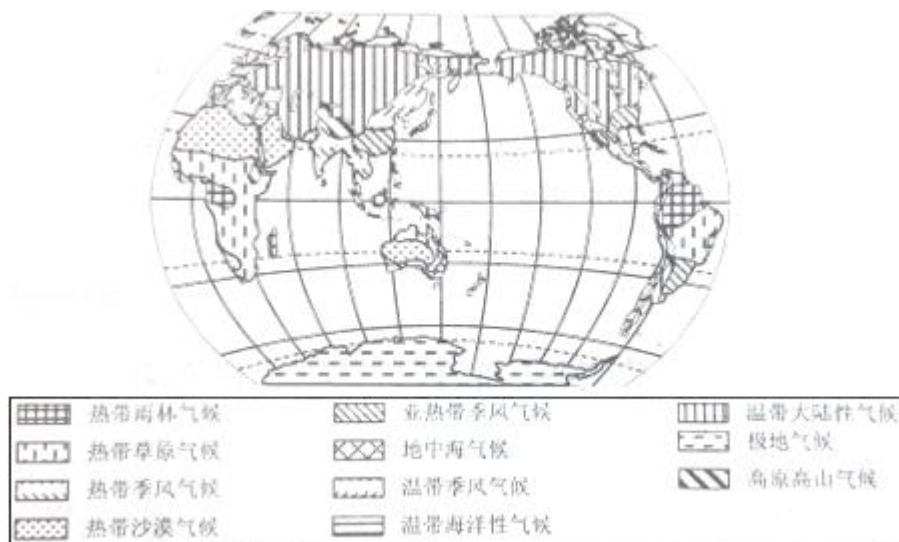 热带雨林气候
亚热带季风气候
温带大陆性气候
热带草原气候
地中海气候
极地气候
热带季风气候
温带季风气候
高原高山气候
热带沙漠气候
温带海洋性气候